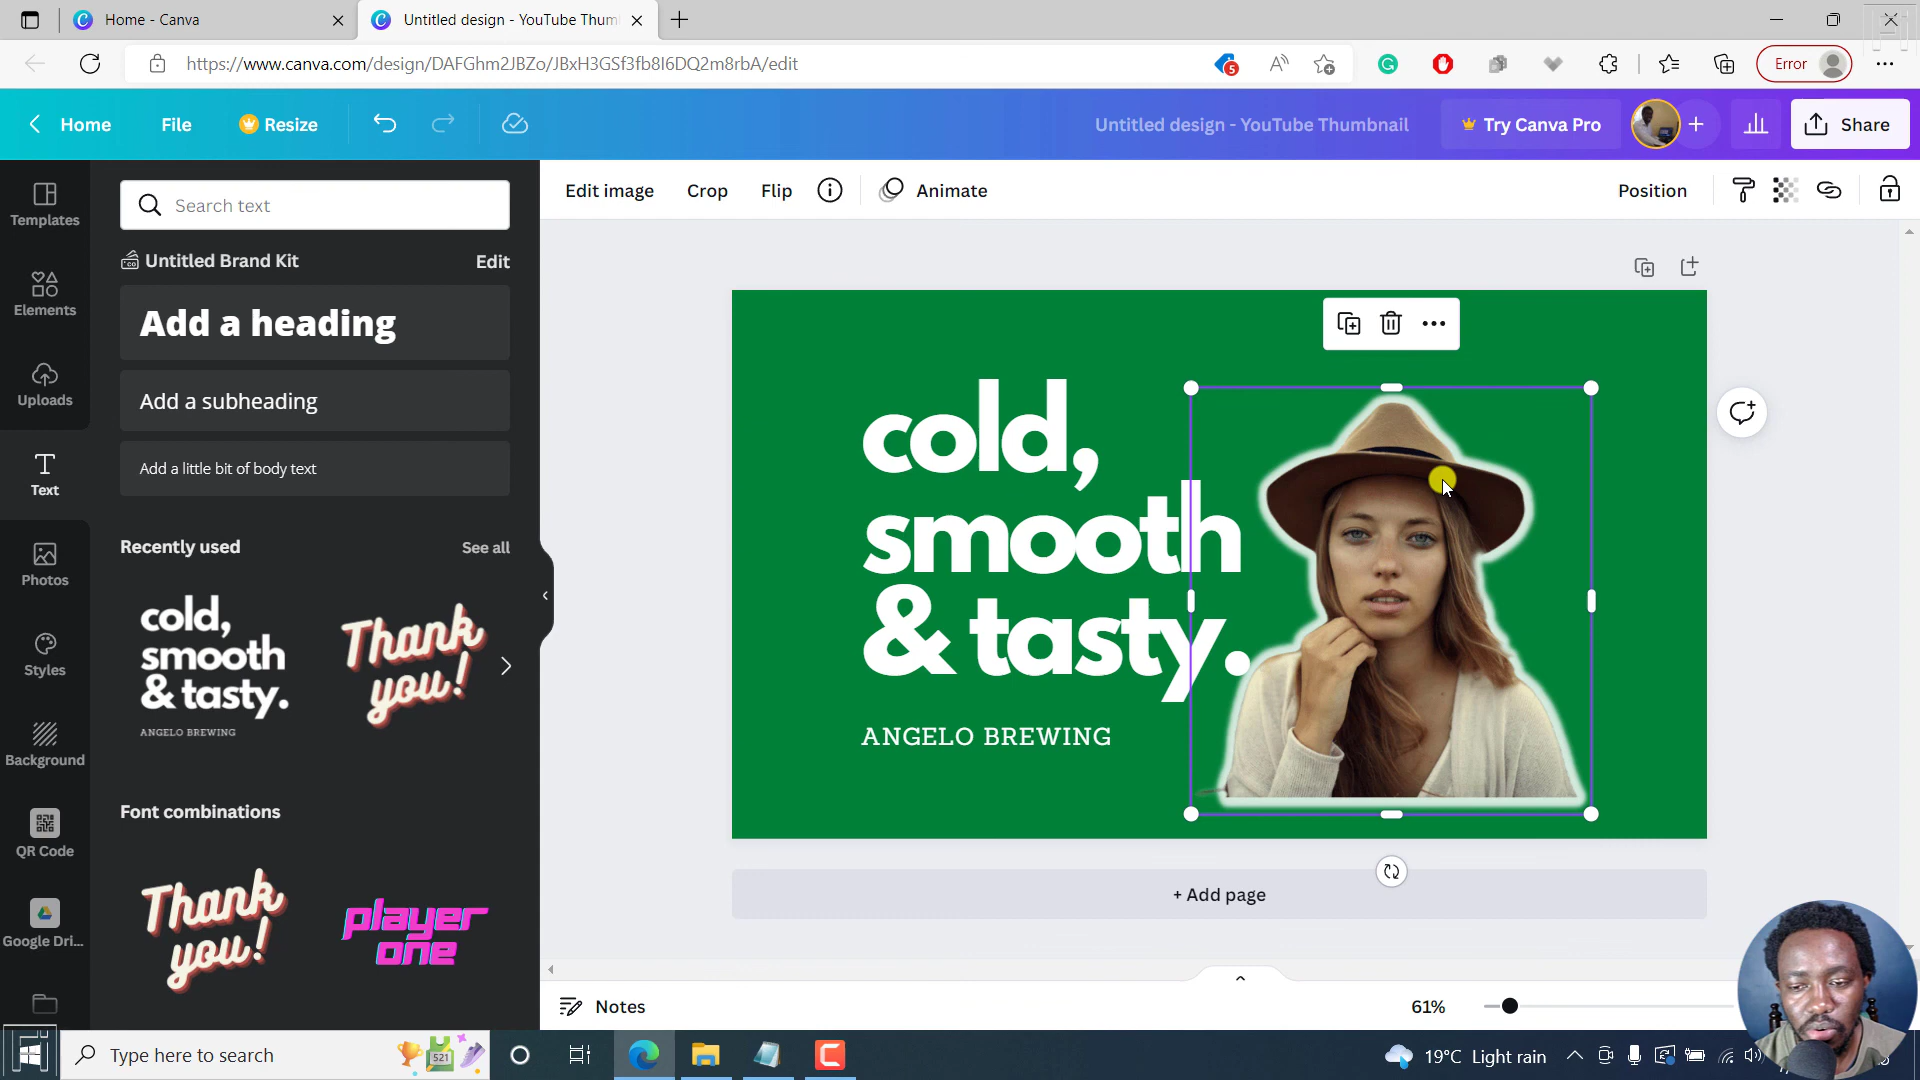 Home - Canva
Untitled design - YouTube Thum
https://www.canva.com/design/DAFGhm2JBZo/JBxH3GSf3fb8I6DQ2m8rbA/edit
5
Error
Home
File
Resize
Untitled design - YouTube Thumbnail
Try Canva Pro
Share
Templates
Elements
Uploads
Text
Photos
Styles
Background
QR Code
Google Dri...
Search text
Untitled Brand Kit
Edit
Add a heading
Add a subheading
Add a little bit of body text
Recently used
See all
cold,
smooth
& tasty.
ANGELO BREWING
Thank
you!
Font combinations
Thank
you!
player
one
Edit image
Crop
Flip
Animate
Position
cold,
smooth
& tasty.
ANGELO BREWING
+ Add page
Notes
61%
Type here to search
521
19°C Light rain